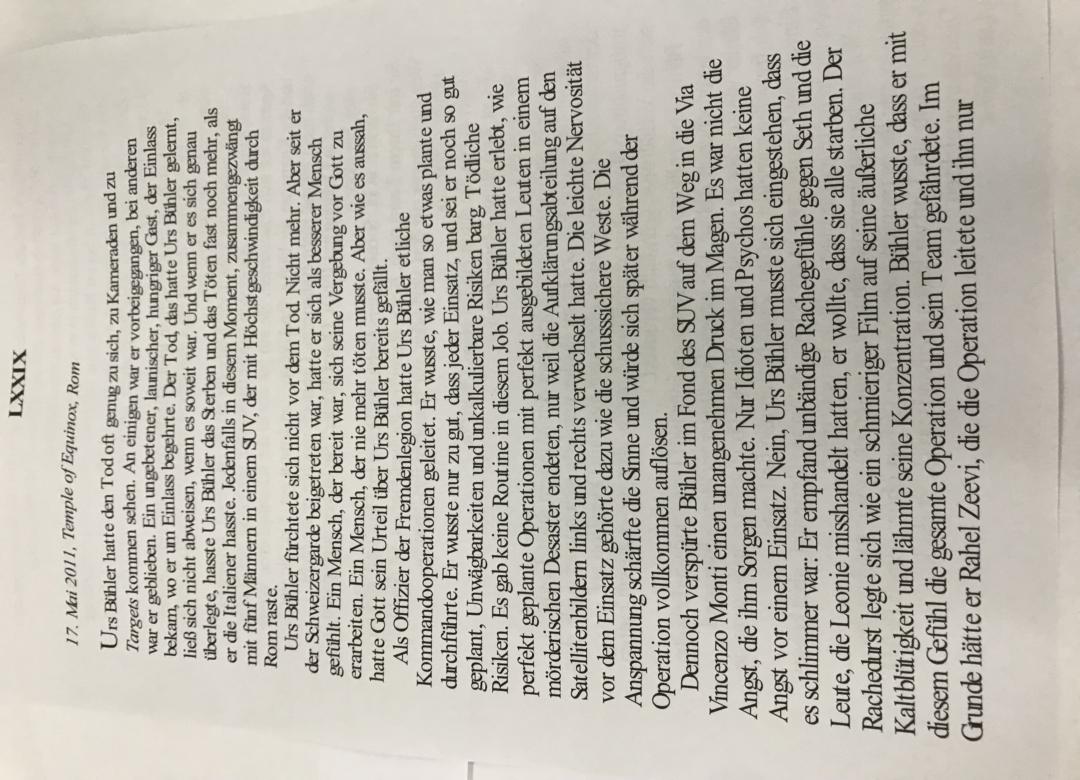 LXXIX
17. Mai 2011, Temple of Equinox, Rom
Urs Bühler hatte den Tod oft genug zu sich, zu Kameraden und zu
Targets kommen sehen. An einigen war er vorbeigegangen, bei anderen
war er geblieben. Ein ungebetener, launischer, hungriger Gast, der Einlass
bekam, wo er um Einlass begehrte. Der Tod, das hatte Urs Bühler gelernt,
ließ sich nicht abweisen, wenn es soweit war. Und wenn er es sich genau
überlegte, hasste Urs Bühler das Sterben und das Töten fast noch mehr, als
er die Italiener hasste. Jedenfalls in diesem Moment, zusammengezwängt
mit fünf Männern in einem SUV, der mit Höchstgeschwindigkeit durch
Rom raste.
Urs Bühler fürchtete sich nicht vor dem Tod. Nicht mehr. Aber seit er
der Schweizergarde beigetreten war, hatte er sich als besserer Mensch
gefühlt. Ein Mensch, der bereit war, sich seine Vergebung vor Gott zu
erarbeiten. Ein Mensch, der nie mehr töten musste. Aber wie es aussah,
hatte Gott sein Urteil über Urs Bühler bereits gefällt.
Als Offizier der Fremdenlegion hatte Urs Bühler etliche
Kommandooperationen geleitet. Er wusste, wie man so etwas plante und
durchführte. Er wusste nur zu gut, dass jeder Einsatz, und sei er noch so gut
geplant, Unwägbarkeiten und unkalkulierbare Risiken barg. Tödliche
Risiken. Es gab keine Routine in diesem Job. Urs Bühler hatte erlebt, wie
perfekt geplante Operationen mit perfekt ausgebildeten Leuten in einem
mörderischen Desaster endeten, nur weil die Aufklärungsabteilung auf den
Satellitenbildern links und rechts verwechselt hatte. Die leichte Nervosität
vor dem Einsatz gehörte dazu wie die schusssichere Weste. Die
Anspannung schärfte die Sinne und würde sich später während der
Operation vollkommen auflösen.
Dennoch verspürte Bühler im Fond des SUV auf dem Weg in die Via
Vincenzo Monti einen unangenehmen Druck im Magen. Es war nicht die
Angst, die ihm Sorgen machte. Nur Idioten und Psychos hatten keine
Angst vor einem Einsatz. Nein, Urs Bühler musste sich eingestehen, dass
es schlimmer war: Er empfand unbändige Rachegefühle gegen Seth und die
Leute, die Leonie misshandelt hatten, er wollte, dass sie alle starben. Der
Rachedurst legte sich wie ein schmieriger Film auf seine äußerliche
Kaltblütigkeit und lähmte seine Konzentration. Bühler wusste, dass er mit
diesem Gefühl die gesamte Operation und sein Team gefährdete. Im
Grunde hätte er Rahel Zeevi, die die Operation leitete und ihn nur